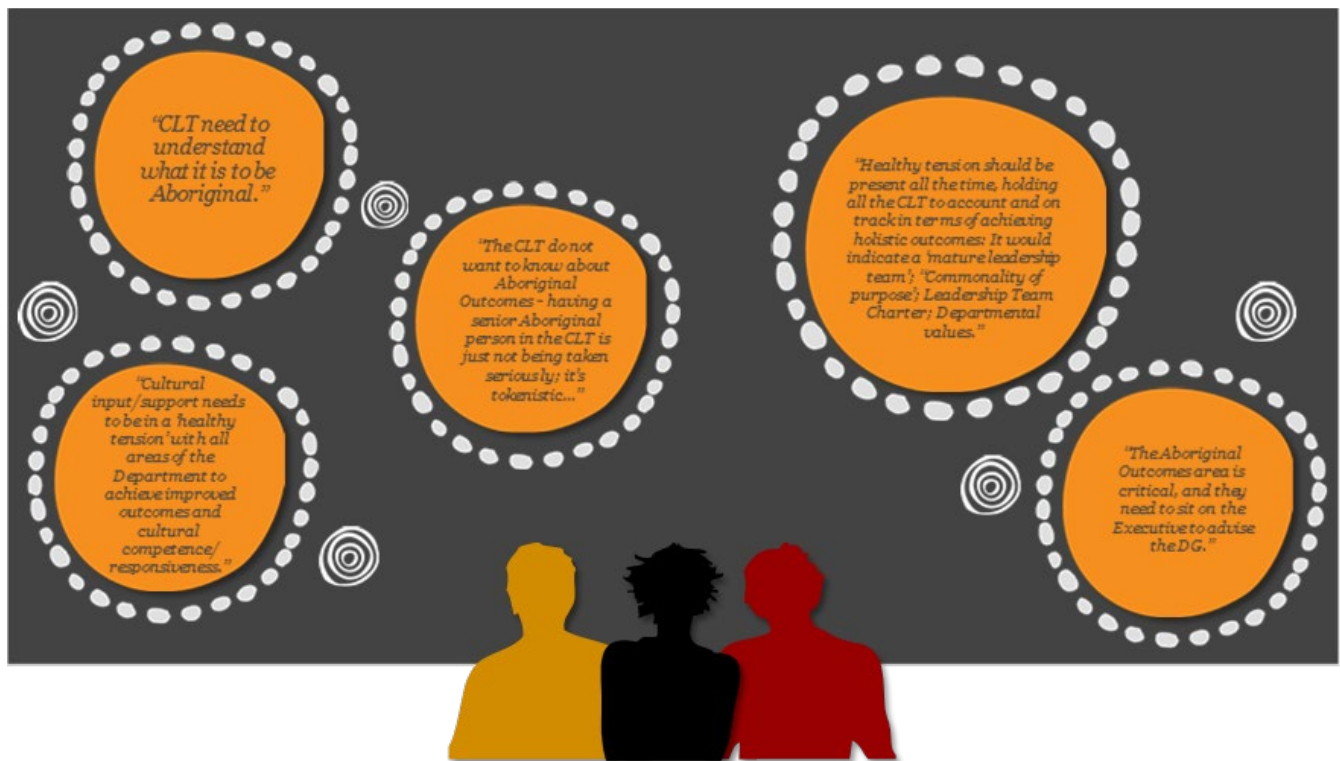 “CLT need to
understand
what it is to be
Aboriginal.”
“The CLT do not
want to know about
Aboriginal
Outcomes - having a
senior Aboriginal
person in the CLT is
just not being taken
seriously; it's
tokenistic...”
“Cultural
input/support needs
to be in a ‘healthy
tension’ with all
areas of the
Department to
achieve improved
outcomes and
cultural
competence/
responsiveness.”
“Healthy tension should be
present all the time, holding
all the CLT to account and on
track in terms of achieving
holistic outcomes: It would
indicate a ‘mature leadership
team’; “Commonality of
purpose’; Leadership Team
Charter; Departmental
values.”
“The Aboriginal
Outcomes area is
critical, and they
need to sit on the
Executive to advise
the DG.”